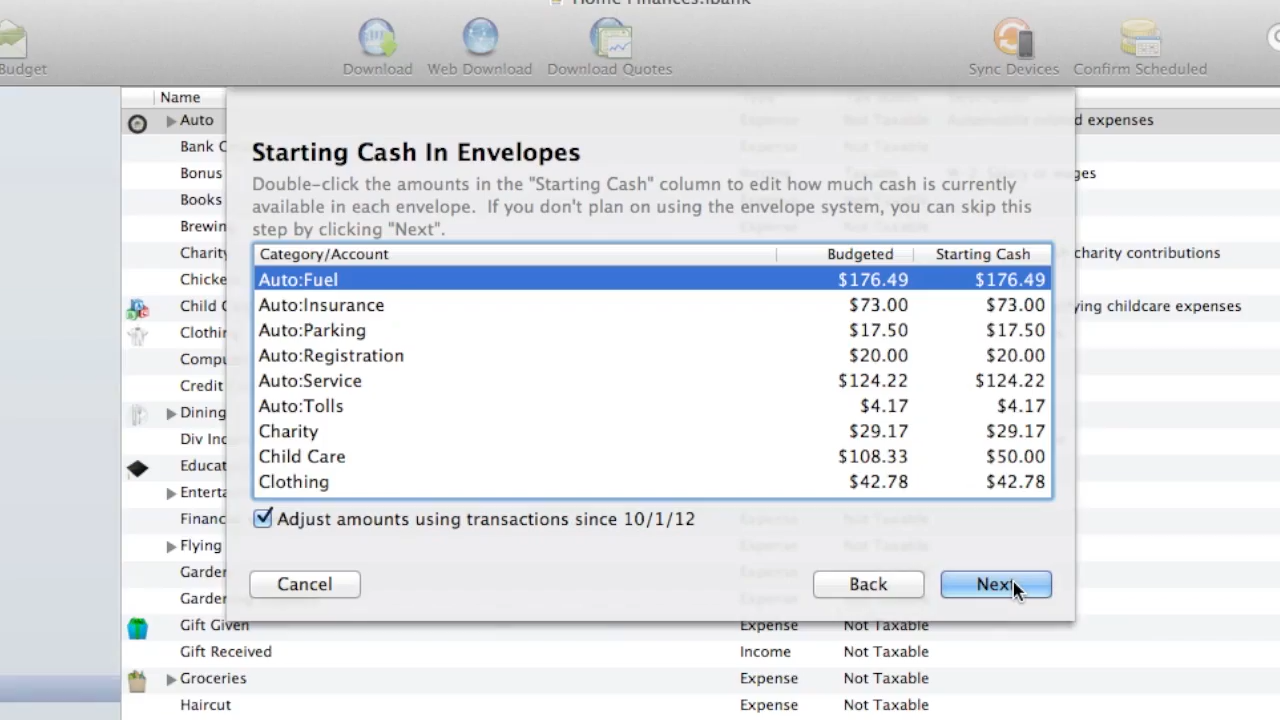 Home Finances.ibank
Budget
Download
Web Download
Download Quotes
Sync Devices
Confirm Scheduled
Name
Auto
d expenses
Bank C
Bonus
ges
Books
Brewin
Charity
charity contributions
Chicke
Child C
ying childcare expenses
Clothin
Compu
Credit
Dining
Div Inc
Educat
Enterta
Financ
Flying
Garder
Garder
Starting Cash In Envelopes
Double-click the amounts in the "Starting Cash" column to edit how much cash is currently
available in each envelope. If you don't plan on using the envelope system, you can skip this
step by clicking "Next".
Category/Account Budgeted Starting Cash
Auto:Fuel $176.49 $176.49
Auto:Insurance $73.00 $73.00
Auto:Parking $17.50 $17.50
Auto:Registration $20.00 $20.00
Auto:Service $124.22 $124.22
Auto:Tolls $4.17 $4.17
Charity $29.17 $29.17
Child Care $108.33 $50.00
Clothing $42.78 $42.78
Adjust amounts using transactions since 10/1/12
Cancel
Back
Next
Gift Given Expense Not Taxable
Gift Received Income Not Taxable
Groceries Expense Not Taxable
Haircut Expense Not Taxable